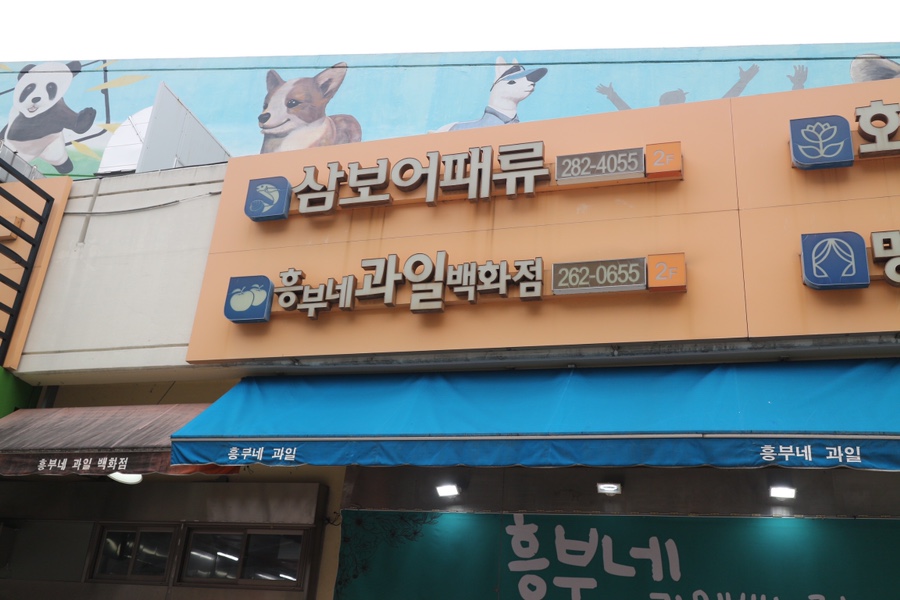 삼보어패류 282-4055 2F
흥부네과일백화점 262-0655 2F
흥부네 과일 백화점
흥부네 과일
흥부네 과일
흥부네